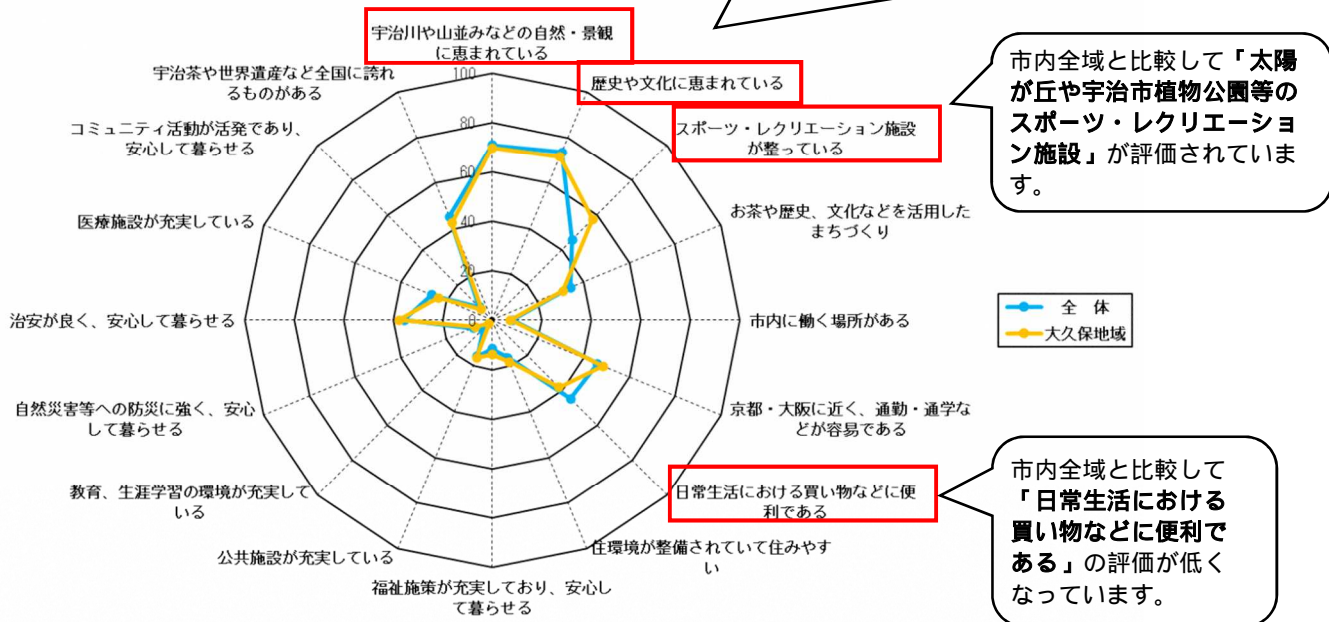 宇治川や山並みなどの自然・景観
に恵まれている
歴史や文化に恵まれている
スポーツ・レクリエーション施設
が整っている
お茶や歴史、文化などを活用した
まちづくり
市内に働く場所がある
京都・大阪に近く、通勤・通学な
どが容易である
日常生活における買い物などに便
利である
住環境が整備されていて住みやす
い
福祉施策が充実しており、安心し
て暮らせる
公共施設が充実している
教育、生涯学習の環境が充実して
いる
自然災害等への防災に強く、安心
して暮らせる
治安が良く、安心して暮らせる
医療施設が充実している
コミュニティ活動が活発であり、
安心して暮らせる
宇治茶や世界遺産など全国に誇れ
るものがある
100
80
60
40
20
0
全 体
大久保地域
市内全域と比較して「太陽
が丘や宇治市植物公園等の
スポーツ・レクリエーショ
ン施設」が評価されていま
す。
市内全域と比較して
「日常生活における
買い物などに便利で
ある」の評価が低く
なっています。